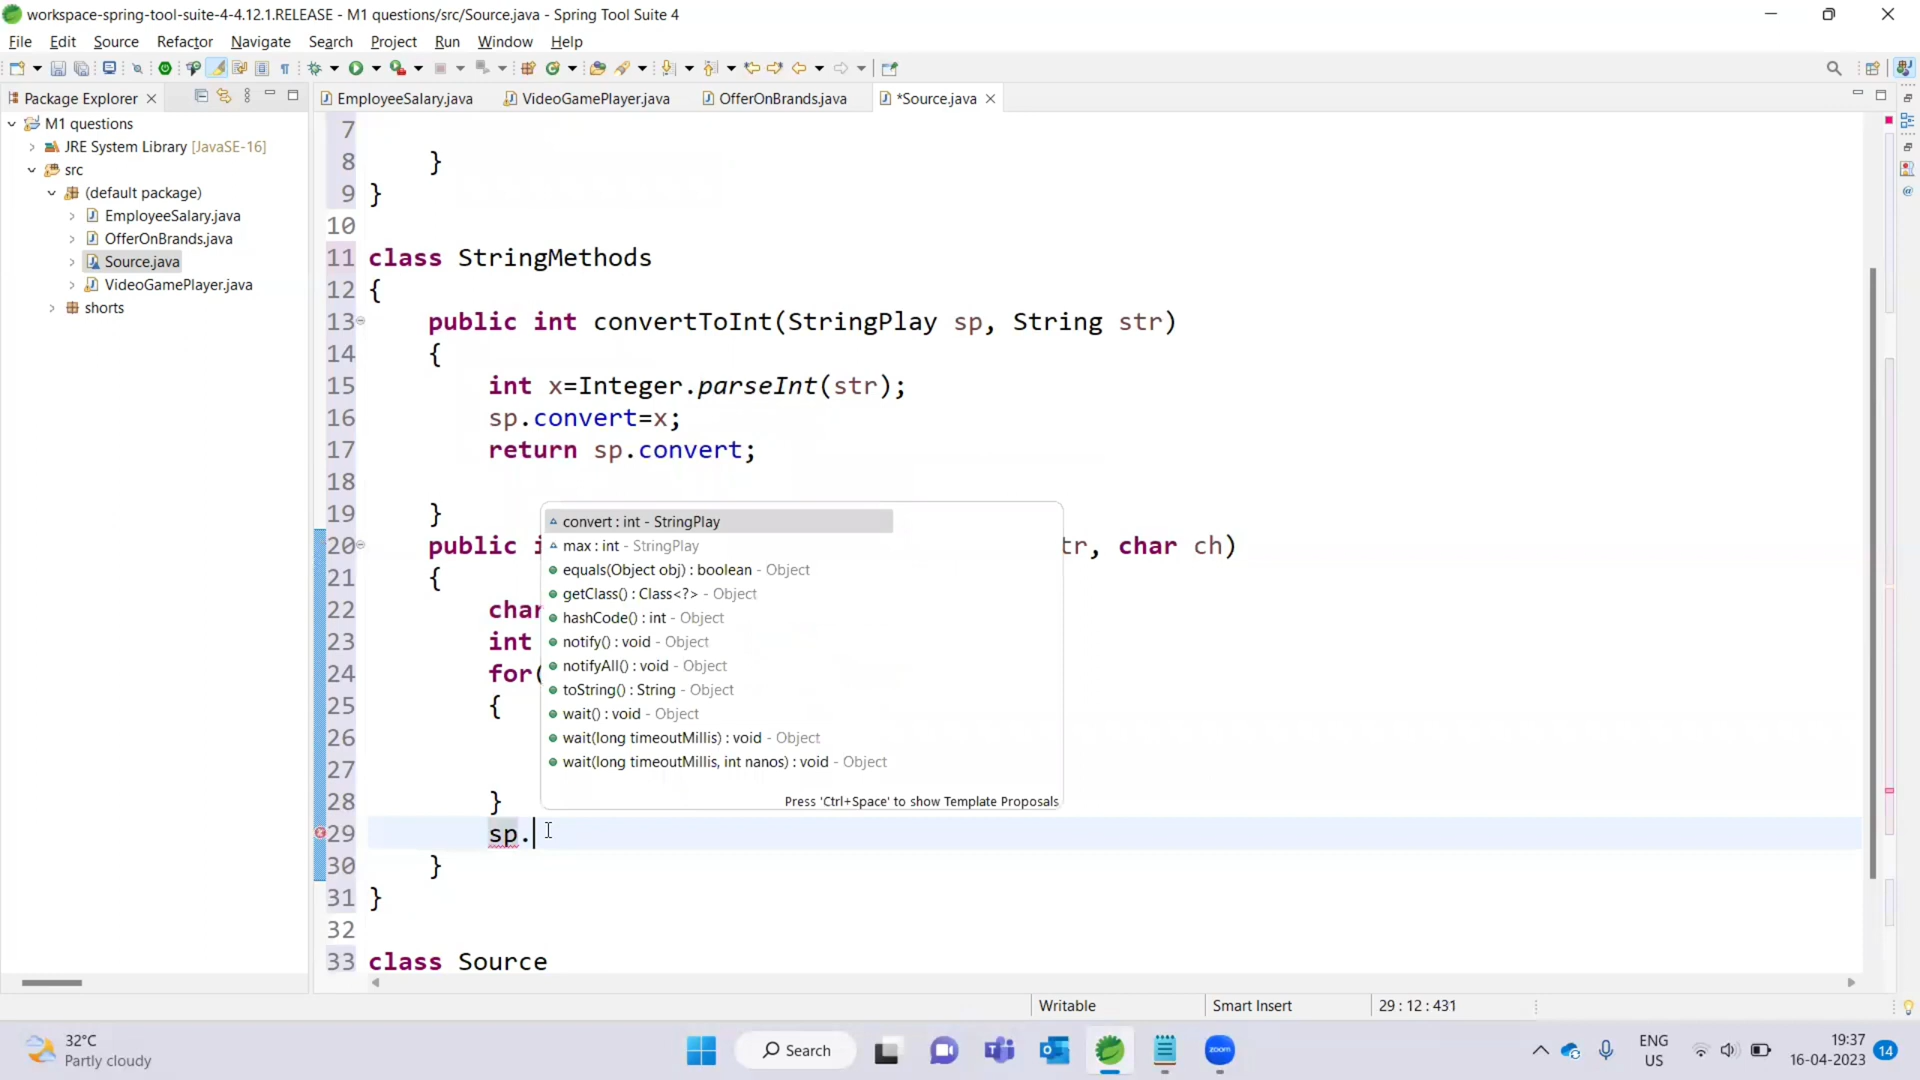 workspace-spring-tool-suite-4-4.12.1.RELEASE - M1 questions/src/Source.java - Spring Tool Suite 4
File Edit Source Refactor Navigate Search Project Run Window Help
Package Explorer
EmployeeSalary.java VideoGamePlayer.java OfferOnBrands.java *Source.java
M1 questions
JRE System Library [JavaSE-16]
src
(default package)
EmployeeSalary.java
OfferOnBrands.java
Source.java
VideoGamePlayer.java
shorts
7
8 }
9 }
10
11 class StringMethods
12 {
13 public int convertToInt(StringPlay sp, String str)
14 {
15 int x=Integer.parseInt(str);
16 sp.convert=x;
17 return sp.convert;
18
19 }
20 public i tr, char ch)
21 {
22 char
23 int
24 for(
25 {
26
27
28 }
29 sp.
30 }
31 }
32
33 class Source
convert : int - StringPlay
max : int - StringPlay
equals(Object obj) : boolean - Object
getClass() : Class<?> - Object
hashCode() : int - Object
notify() : void - Object
notifyAll() : void - Object
toString() : String - Object
wait() : void - Object
wait(long timeoutMillis) : void - Object
wait(long timeoutMillis, int nanos) : void - Object
Press 'Ctrl+Space' to show Template Proposals
Writable Smart Insert 29 : 12 : 431
32°C
Partly cloudy
Search
zoom
ENG
US
19:37
16-04-2023
14